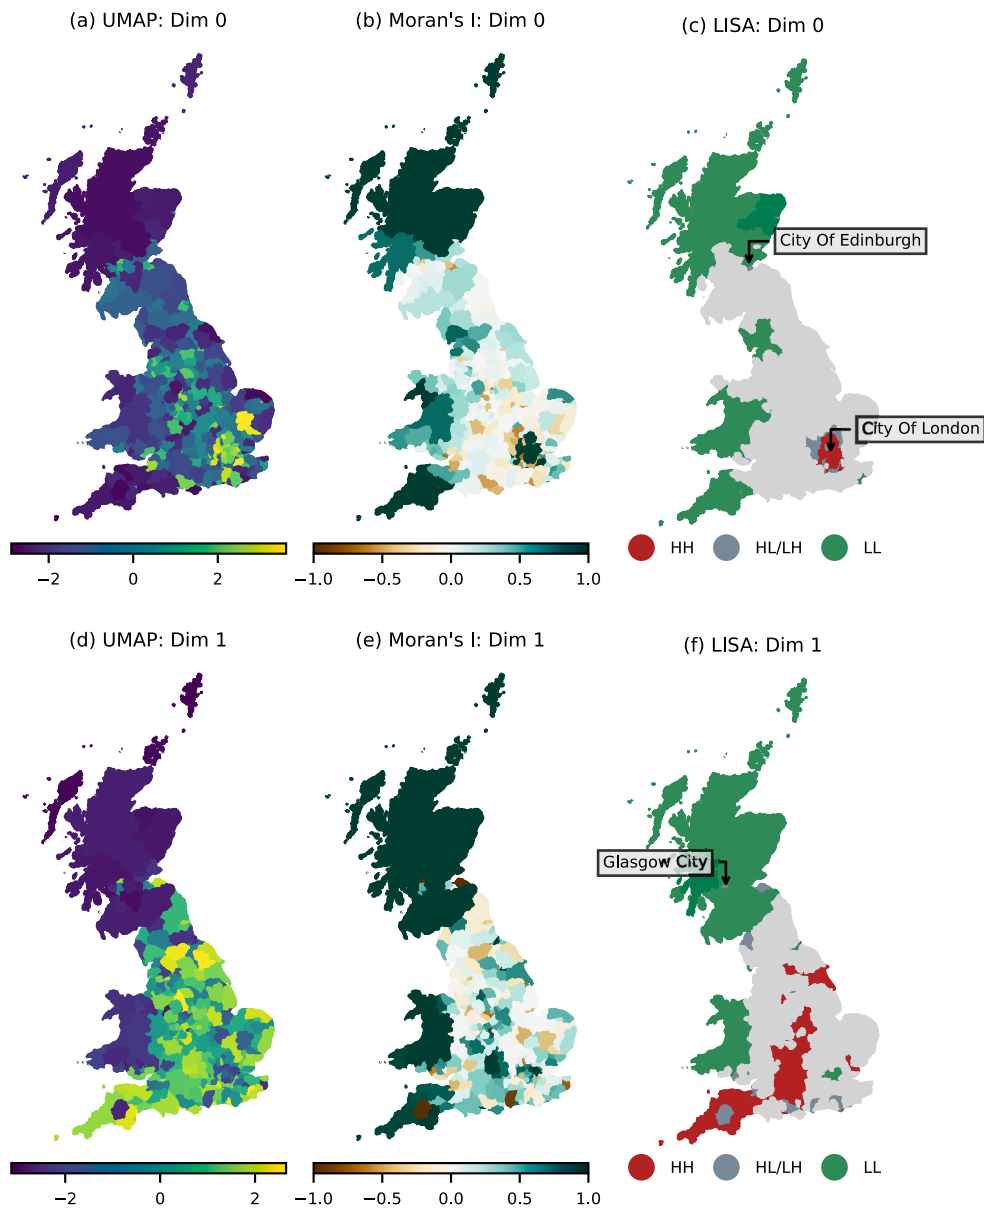 (a) UMAP: Dim 0
(b) Moran's I: Dim 0
(c) LISA: Dim 0
City Of Edinburgh
City Of London
−2 0 2
−1.0 −0.5 0.0 0.5 1.0
HH HL/LH LL
(d) UMAP: Dim 1
(e) Moran's I: Dim 1
(f) LISA: Dim 1
Glasgow City
−2 0 2
−1.0 −0.5 0.0 0.5 1.0
HH HL/LH LL